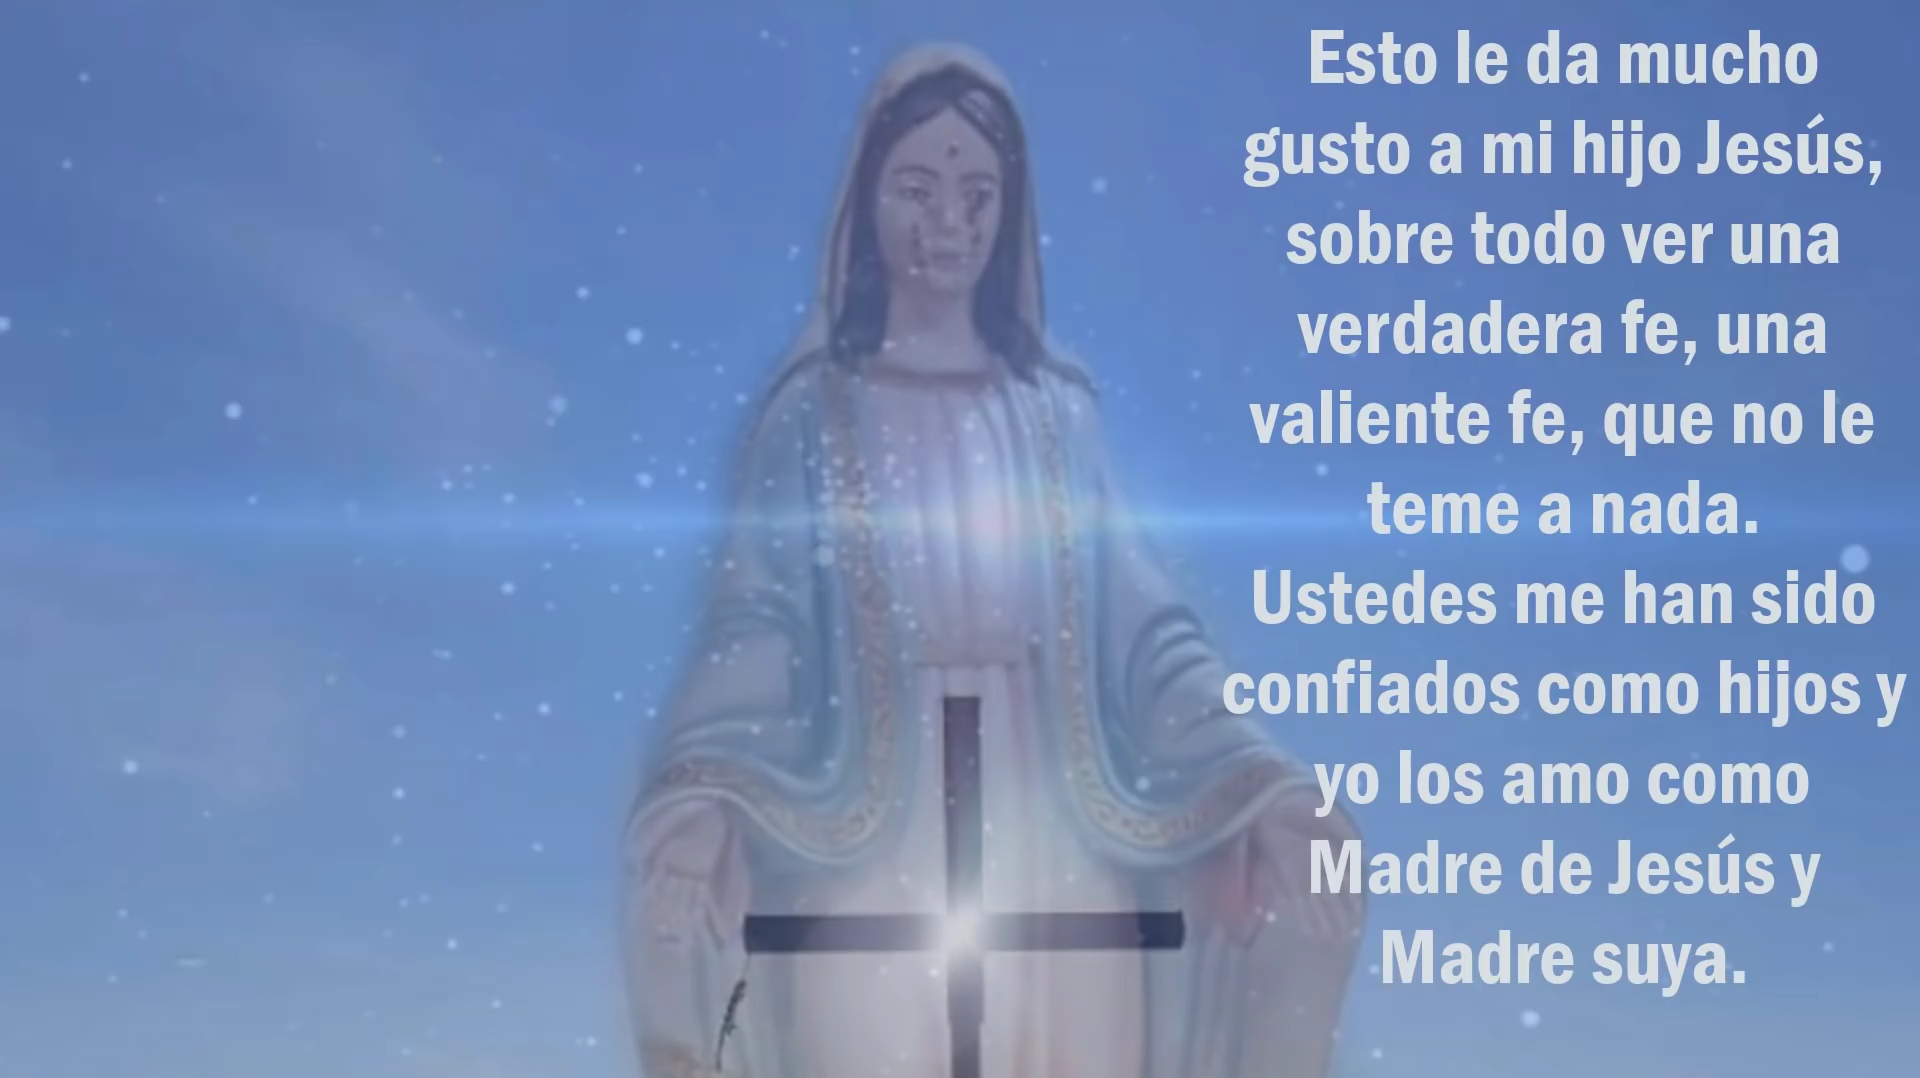 Esto le da mucho
gusto a mi hijo Jesús,
sobre todo ver una
verdadera fe, una
valiente fe, que no le
teme a nada.
Ustedes me han sido
confiados como hijos y
yo los amo como
Madre de Jesús y
Madre suya.